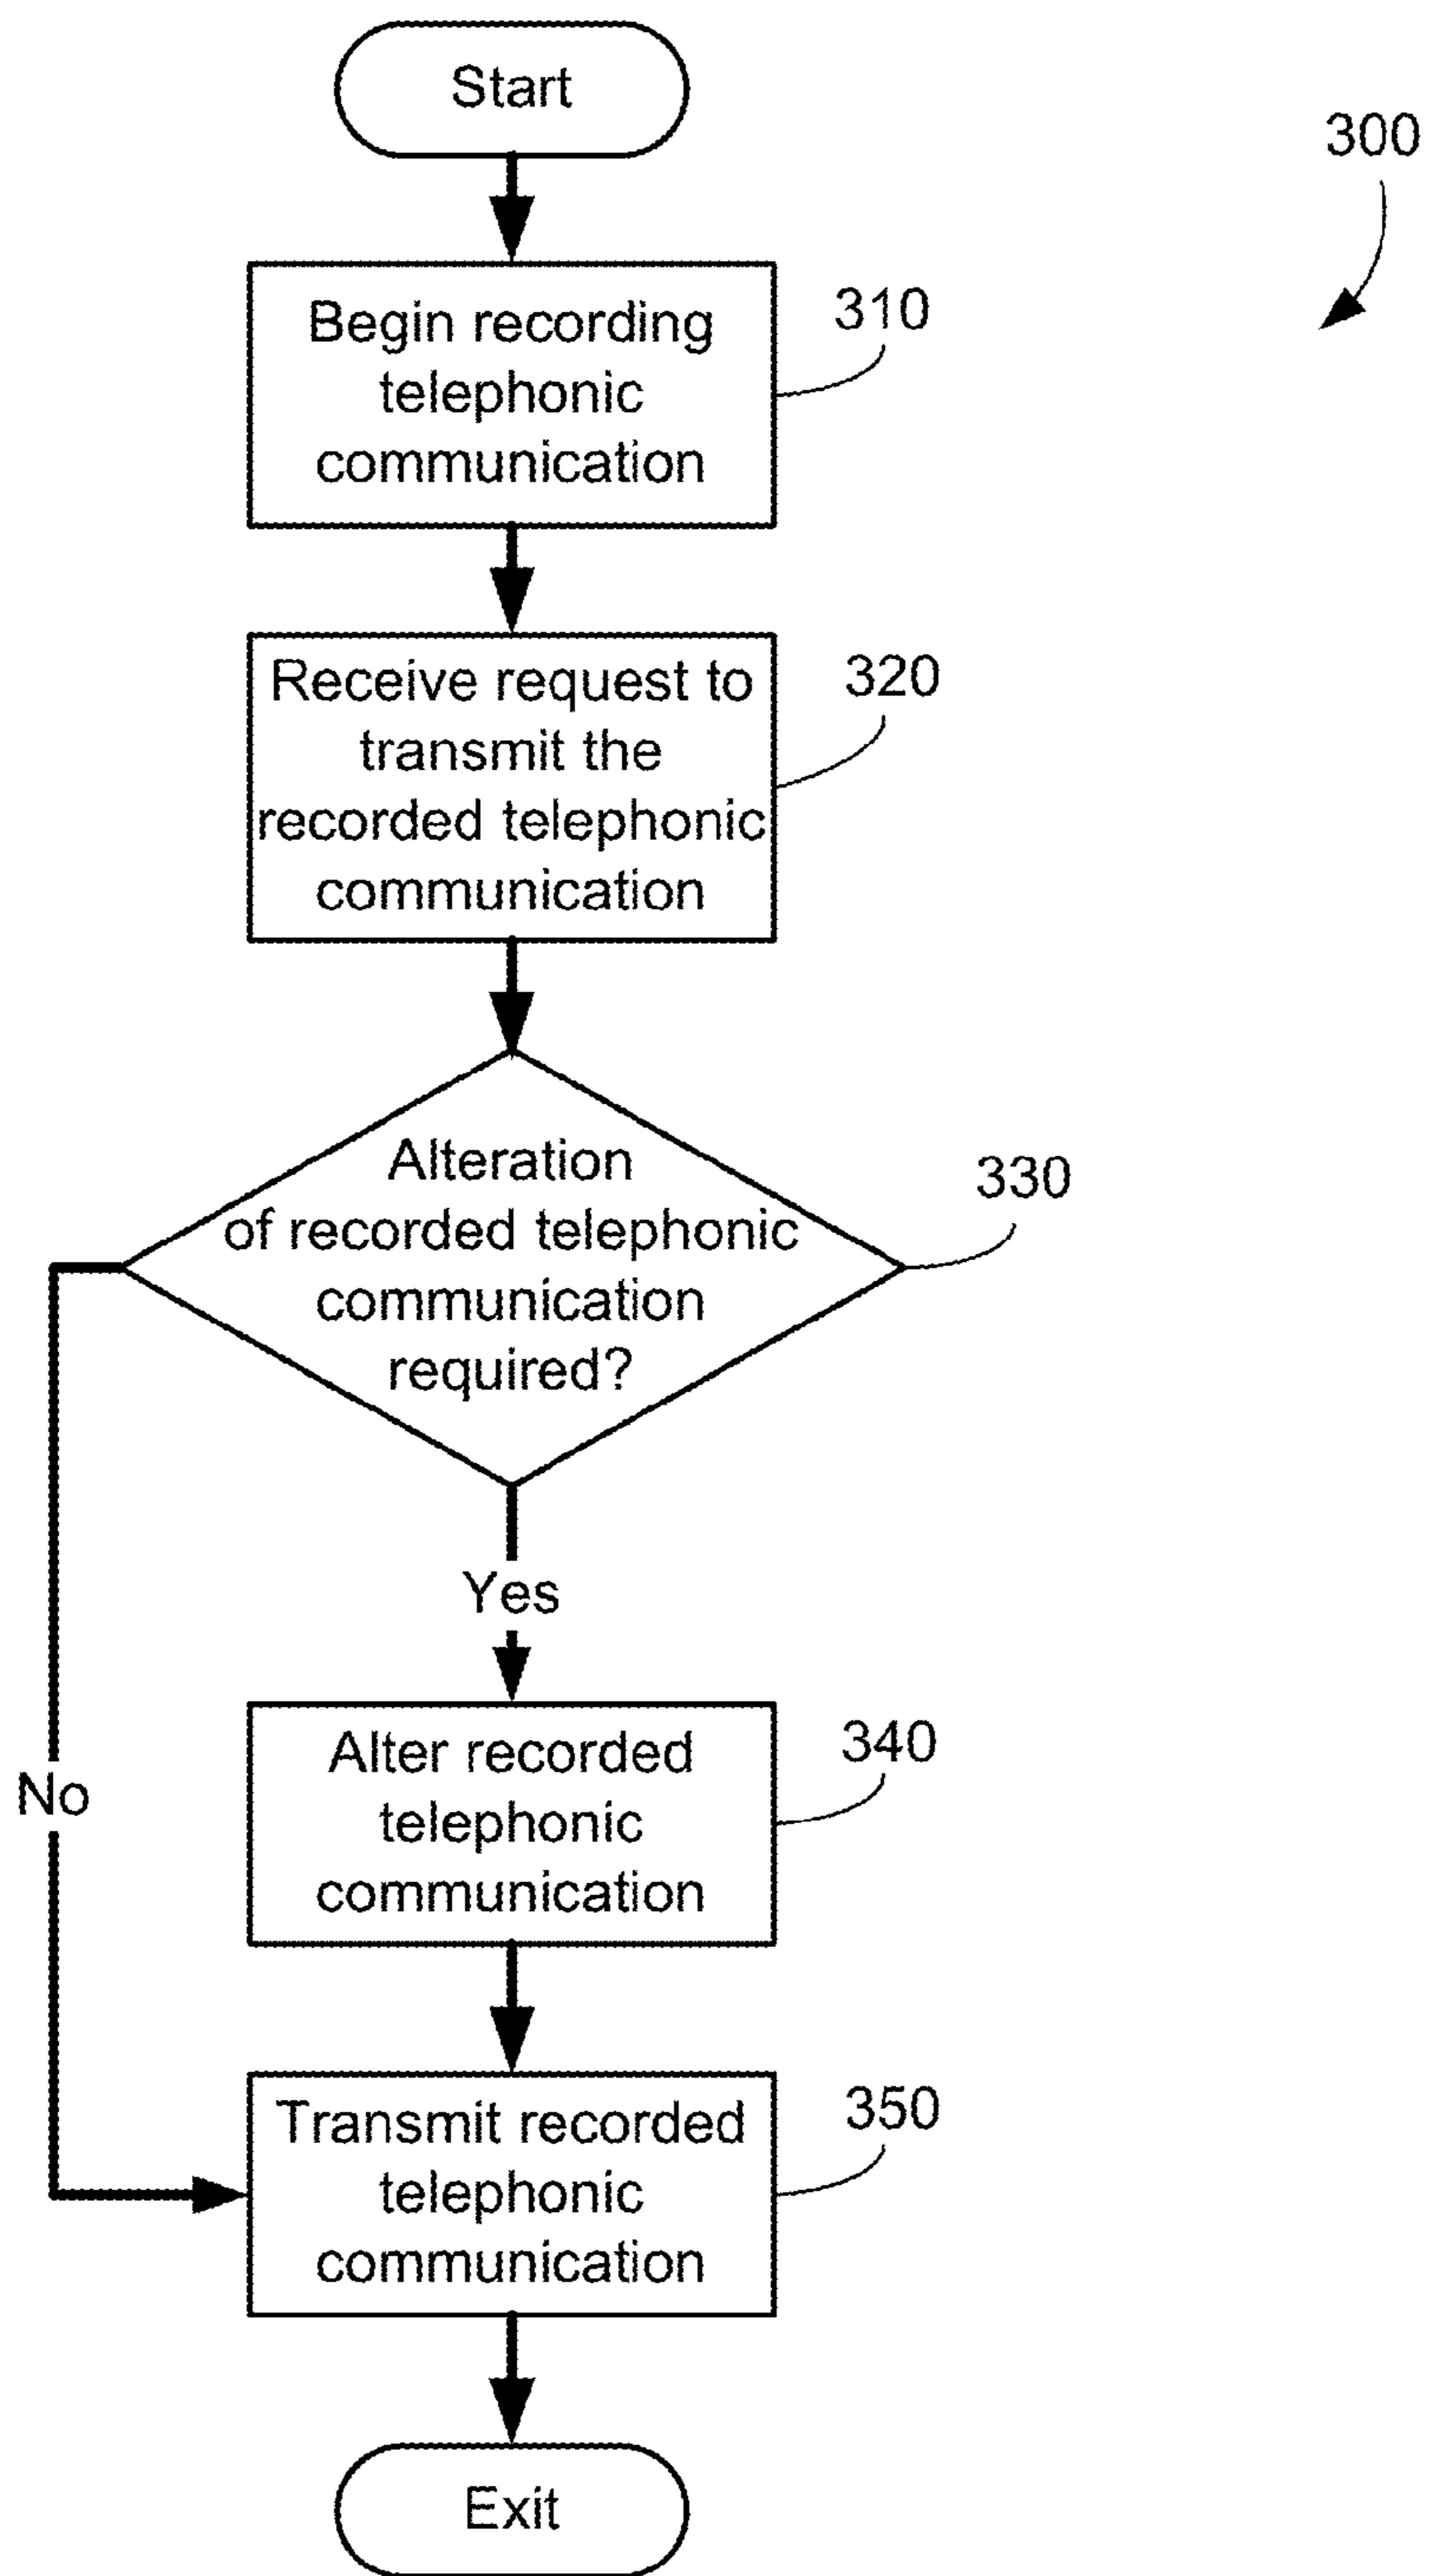 Start
300
Begin recording
telephonic
communication
310
Receive request to
transmit the
recorded telephonic
communication
320
Alteration
of recorded telephonic
communication
required?
330
Yes
No
Alter recorded
telephonic
communication
340
Transmit recorded
telephonic
communication
350
Exit